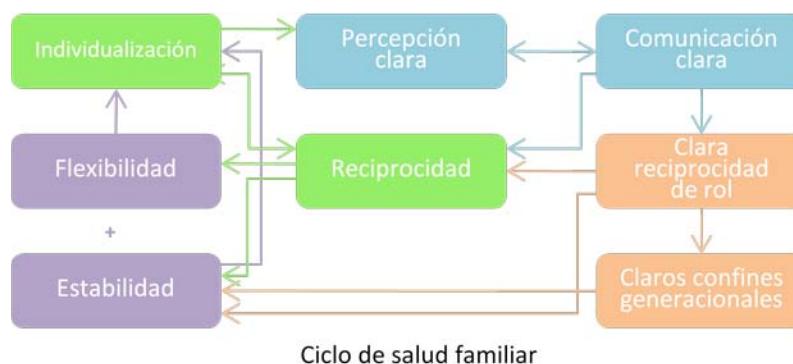 Individualización
Percepción
clara
Comunicación
clara
Flexibilidad
Reciprocidad
Clara
reciprocidad
de rol
+
Estabilidad
Claros confines
generacionales
Ciclo de salud familiar